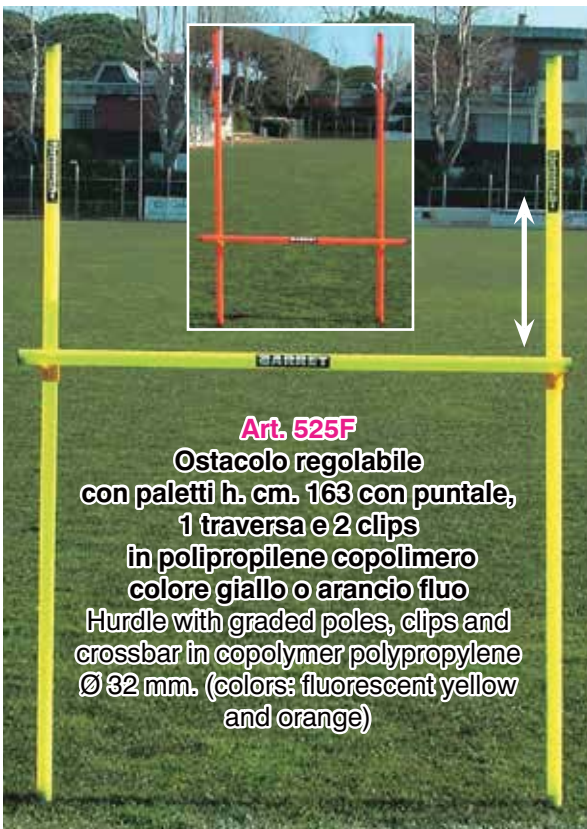 BARRET
BARRET
Art. 525F
Ostacolo regolabile
con paletti h. cm. 163 con puntale,
1 traversa e 2 clips
in polipropilene copolimero
colore giallo o arancio fluo
Hurdle with graded poles, clips and
crossbar in copolymer polypropylene
Ø 32 mm. (colors: fluorescent yellow
and orange)